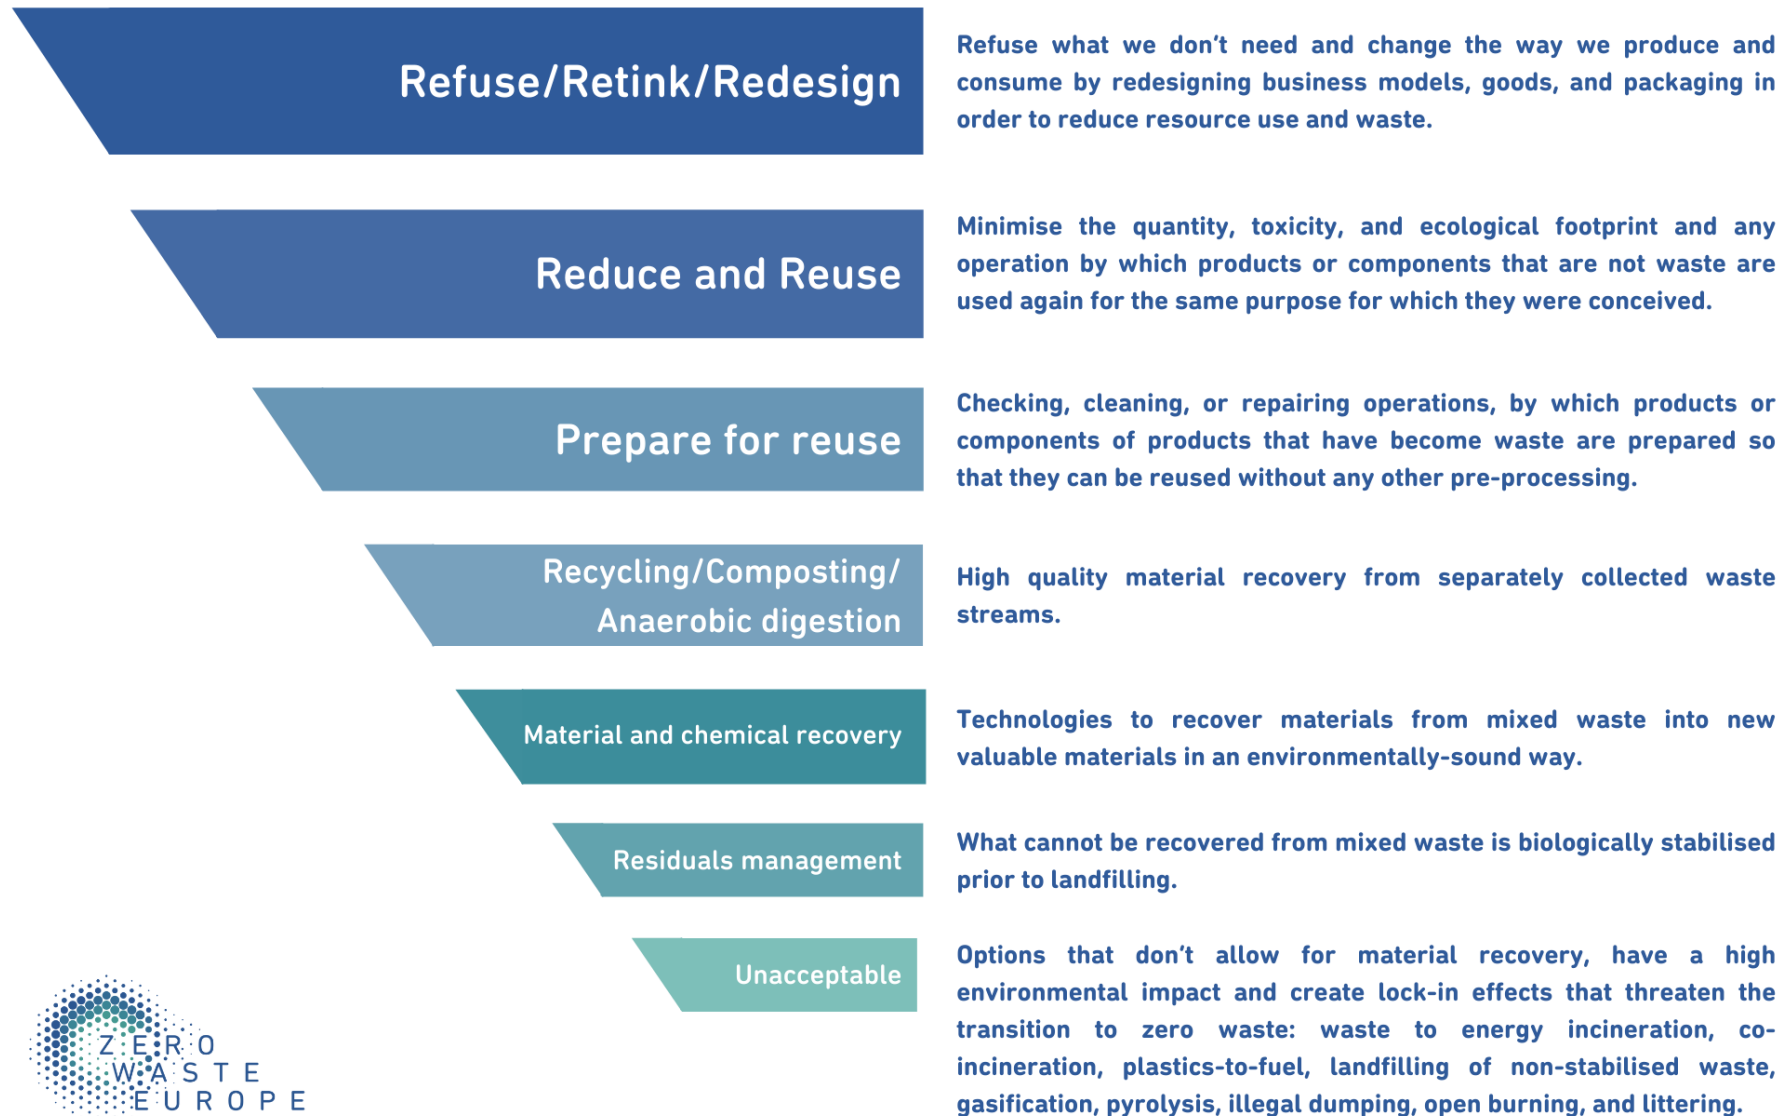 Refuse/Retink/Redesign
Refuse what we don't need and change the way we produce and
consume by redesigning business models, goods, and packaging in
order to reduce resource use and waste.
Reduce and Reuse
Minimise the quantity, toxicity, and ecological footprint and any
operation by which products or components that are not waste are
used again for the same purpose for which they were conceived.
Prepare for reuse
Checking, cleaning, or repairing operations, by which products or
components of products that have become waste are prepared so
that they can be reused without any other pre-processing.
Recycling/Composting/
Anaerobic digestion
High quality material recovery from separately collected waste
streams.
Material and chemical recovery
Technologies to recover materials from mixed waste into new
valuable materials in an environmentally-sound way.
Residuals management
What cannot be recovered from mixed waste is biologically stabilised
prior to landfilling.
Unacceptable
Options that don't allow for material recovery, have a high
environmental impact and create lock-in effects that threaten the
transition to zero waste: waste to energy incineration, co-
incineration, plastics-to-fuel, landfilling of non-stabilised waste,
gasification, pyrolysis, illegal dumping, open burning, and littering.
ZERO
WASTE
EUROPE